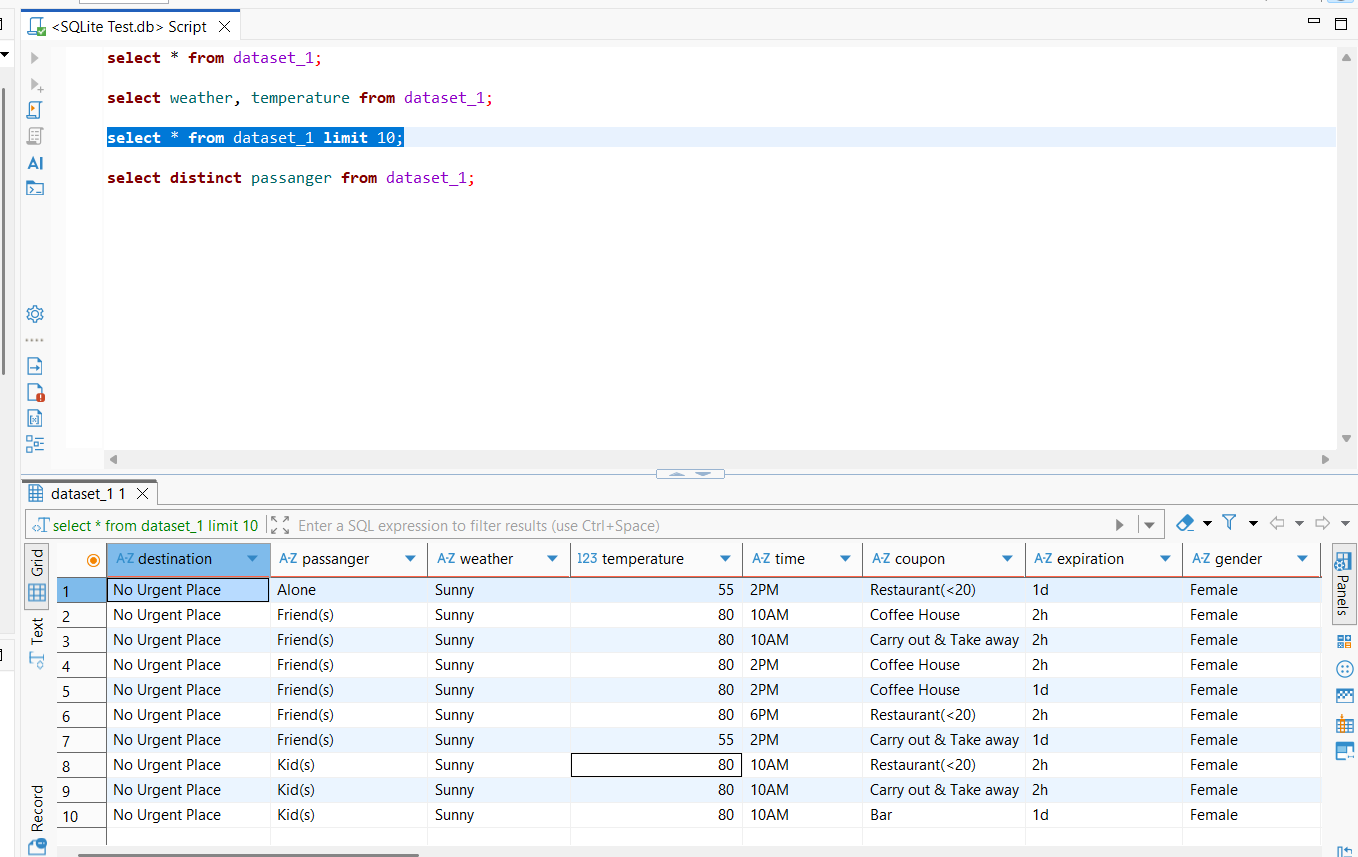 <SQLite Test.db> Script
select * from dataset_1;
select weather, temperature from dataset_1;
select * from dataset_1 limit 10;
select distinct passanger from dataset_1;
AI
dataset_1 1
select * from dataset_1 limit 10 Enter a SQL expression to filter results (use Ctrl+Space)
Grid
Text
Record
Panels
A-Z destination A-Z passanger A-Z weather 123 temperature A-Z time A-Z coupon A-Z expiration A-Z gender
1 No Urgent Place Alone Sunny 55 2PM Restaurant(<20) 1d Female
2 No Urgent Place Friend(s) Sunny 80 10AM Coffee House 2h Female
3 No Urgent Place Friend(s) Sunny 80 10AM Carry out & Take away 2h Female
4 No Urgent Place Friend(s) Sunny 80 2PM Coffee House 2h Female
5 No Urgent Place Friend(s) Sunny 80 2PM Coffee House 1d Female
6 No Urgent Place Friend(s) Sunny 80 6PM Restaurant(<20) 2h Female
7 No Urgent Place Friend(s) Sunny 55 2PM Carry out & Take away 1d Female
8 No Urgent Place Kid(s) Sunny 80 10AM Restaurant(<20) 2h Female
9 No Urgent Place Kid(s) Sunny 80 10AM Carry out & Take away 2h Female
10 No Urgent Place Kid(s) Sunny 80 10AM Bar 1d Female